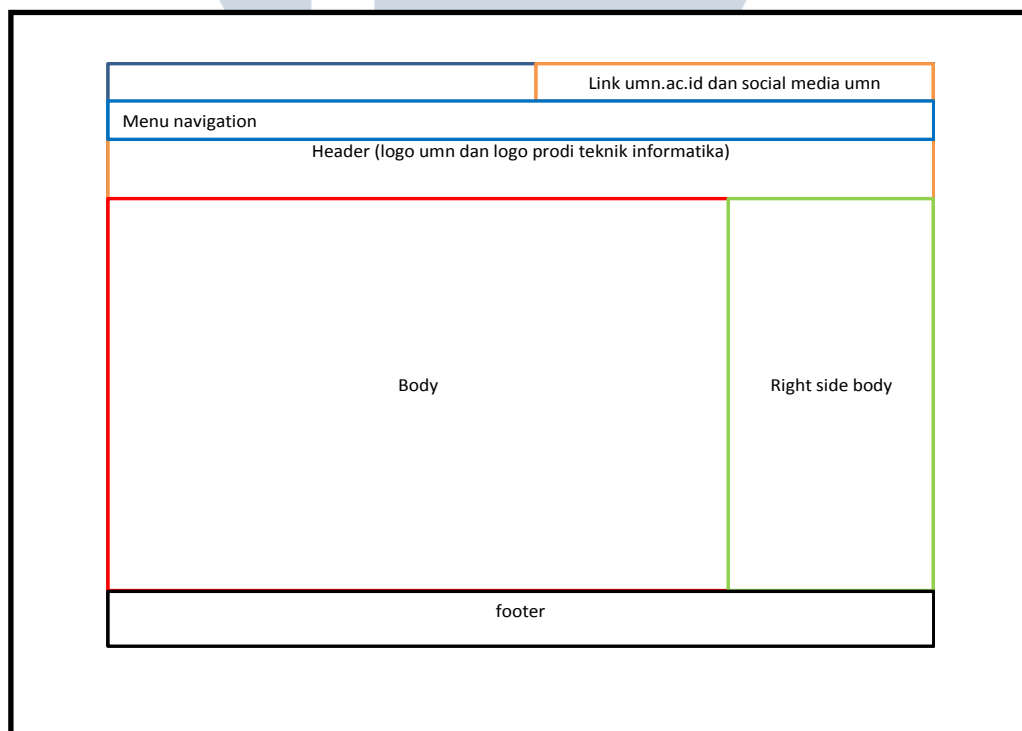 Link umn.ac.id dan social media umn
Menu navigation
Header (logo umn dan logo prodi teknik informatika)
Body
Right side body
footer